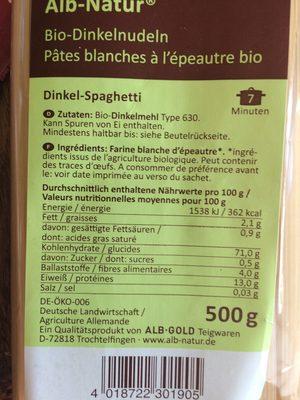 Alb-Natur®
Bio-Dinkelnudeln
Pâtes blanches à l'épeautre bio
Dinkel-Spaghetti
7
Minuten
D Zutaten: Bio-Dinkelmehl Type 630.
Kann Spuren von Ei enthalten.
Mindestens haltbar bis: siehe Beutelrückseite.
F Ingrédients: Farine blanche d'épeautre*. *ingré-
dients issus de l'agriculture biologique. Peut contenir
des traces d'œufs. A consommer de préférence avant
le: voir date imprimée au verso du sachet.
Durchschnittlich enthaltene Nährwerte pro 100 g /
Valeurs nutritionnelles moyennes pour 100 g
Energie / énergie 1538 kJ / 362 kcal
Fett / graisses 2,1 g
davon: gesättigte Fettsäuren / 0,9 g
dont: acides gras saturé
Kohlenhydrate / glucides 71,0 g
davon: Zucker / dont: sucres 0,5 g
Ballaststoffe / fibres alimentaires 4,0 g
Eiweiß / protéines 13,0 g
Salz / sel 0,03 g
DE-ÖKO-006
Deutsche Landwirtschaft /
Agriculture Allemande
500 g
Ein Qualitätsprodukt von ALB-GOLD Teigwaren
D-72818 Trochtelfingen · www-alb-natur.de
4 018722 301905